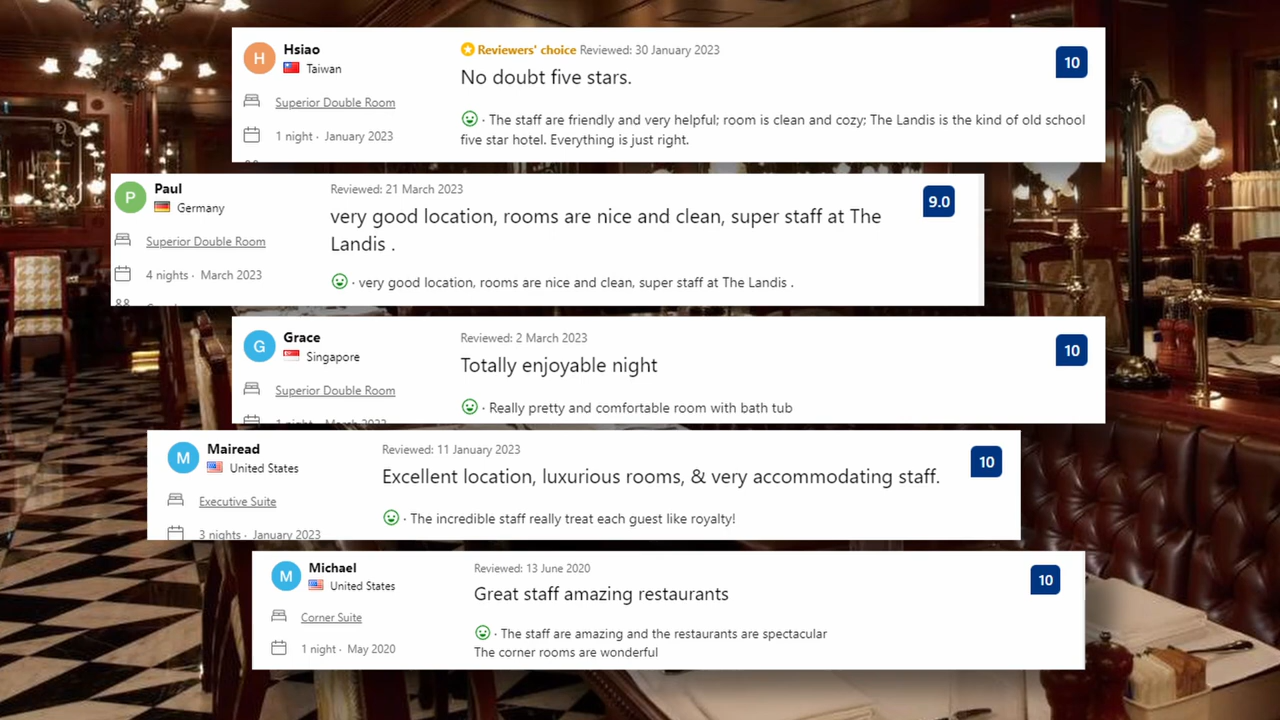 Hsiao
Taiwan
Superior Double Room
1 night · January 2023
Reviewers' choice Reviewed: 30 January 2023
No doubt five stars.
· The staff are friendly and very helpful; room is clean and cozy; The Landis is the kind of old school
five star hotel. Everything is just right.
10
Paul
Germany
Superior Double Room
4 nights · March 2023
Reviewed: 21 March 2023
very good location, rooms are nice and clean, super staff at The
Landis .
· very good location, rooms are nice and clean, super staff at The Landis .
9.0
Grace
Singapore
Superior Double Room
1 night · March 2023
Reviewed: 2 March 2023
Totally enjoyable night
· Really pretty and comfortable room with bath tub
10
Mairead
United States
Executive Suite
3 nights · January 2023
Reviewed: 11 January 2023
Excellent location, luxurious rooms, & very accommodating staff.
· The incredible staff really treat each guest like royalty!
10
Michael
United States
Corner Suite
1 night · May 2020
Reviewed: 13 June 2020
Great staff amazing restaurants
· The staff are amazing and the restaurants are spectacular
The corner rooms are wonderful
10
H
P
G
M
M